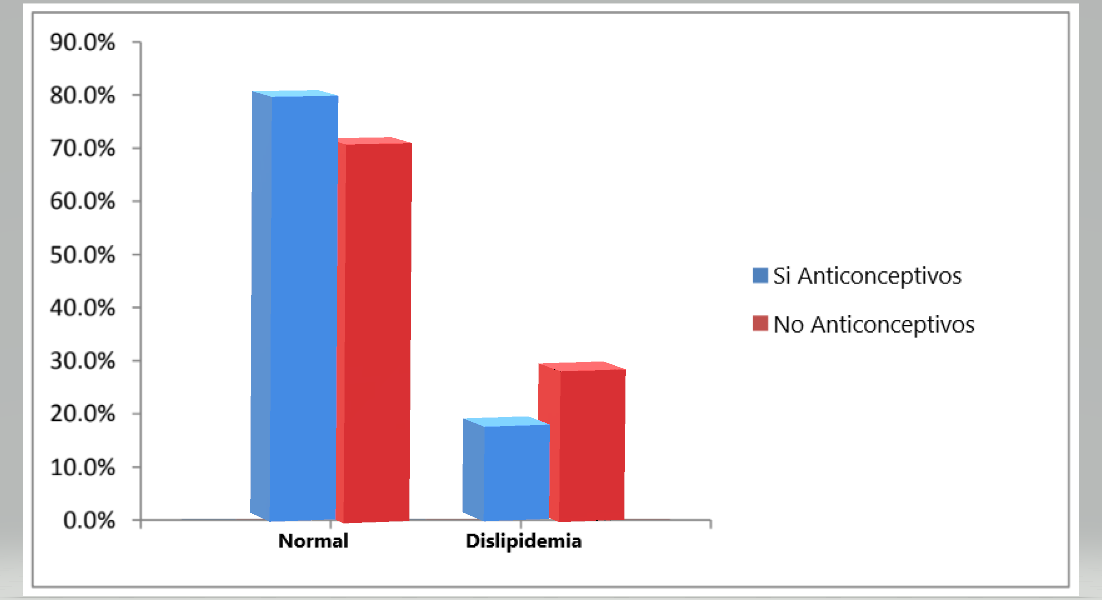 90.0%
80.0%
70.0%
60.0%
50.0%
40.0%
30.0%
20.0%
10.0%
0.0%
Normal
Dislipidemia
Si Anticonceptivos
No Anticonceptivos